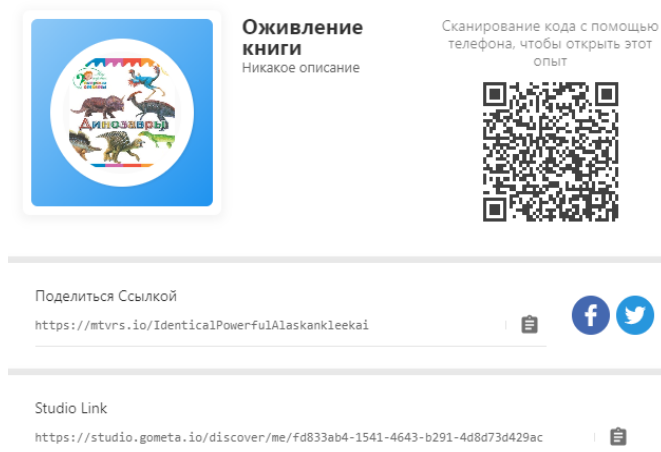 Оживление
книги
Никакое описание
Сканирование кода с помощью
телефона, чтобы открыть этот
опыт
Динозавры
Поделиться Ссылкой
https://mtvrs.io/IdenticalPowerfulAlaskankleekai
Studio Link
https://studio.gometa.io/discover/me/fd833ab4-1541-4643-b291-4d8d73d429ac